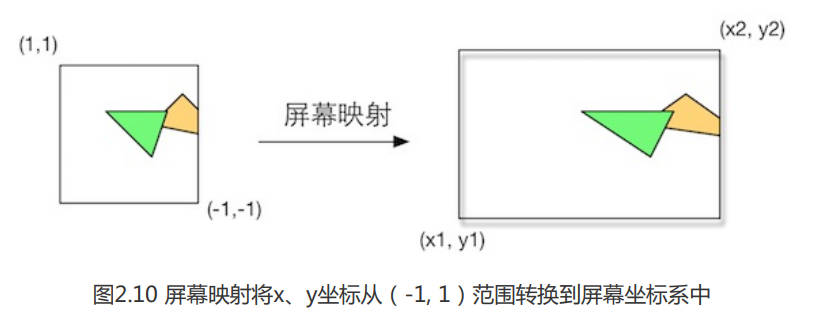 (x2, y2)
(1,1)
屏幕映射
(-1,-1)
(x1, y1)
图2.10 屏幕映射将x、y坐标从（-1, 1）范围转换到屏幕坐标系中